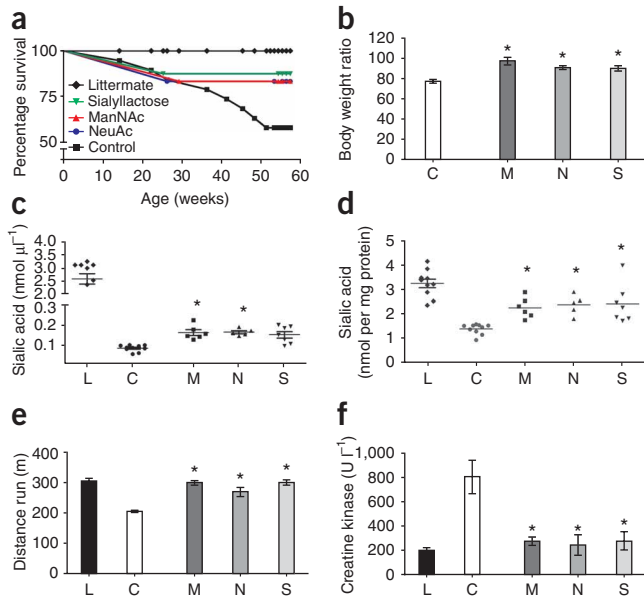 a
Percentage survival
100
75
50
0 10 20 30 40 50 60 70
Age (weeks)
Littermate
Sialyllactose
ManNAc
NeuAc
Control
b
Body weight ratio
120
100
80
60
40
20
0
* * *
C M N S
c
Sialic acid (nmol µl⁻¹)
4.0
3.5
3.0
2.5
2.0
0.2
0.1
* *
L C M N S
d
Sialic acid
(nmol per mg protein)
5
4
3
2
1
0
* * *
L C M N S
e
Distance run (m)
400
300
200
100
0
* * *
L C M N S
f
Creatine kinase (U l⁻¹)
1,000
800
600
400
200
0
* * *
L C M N S